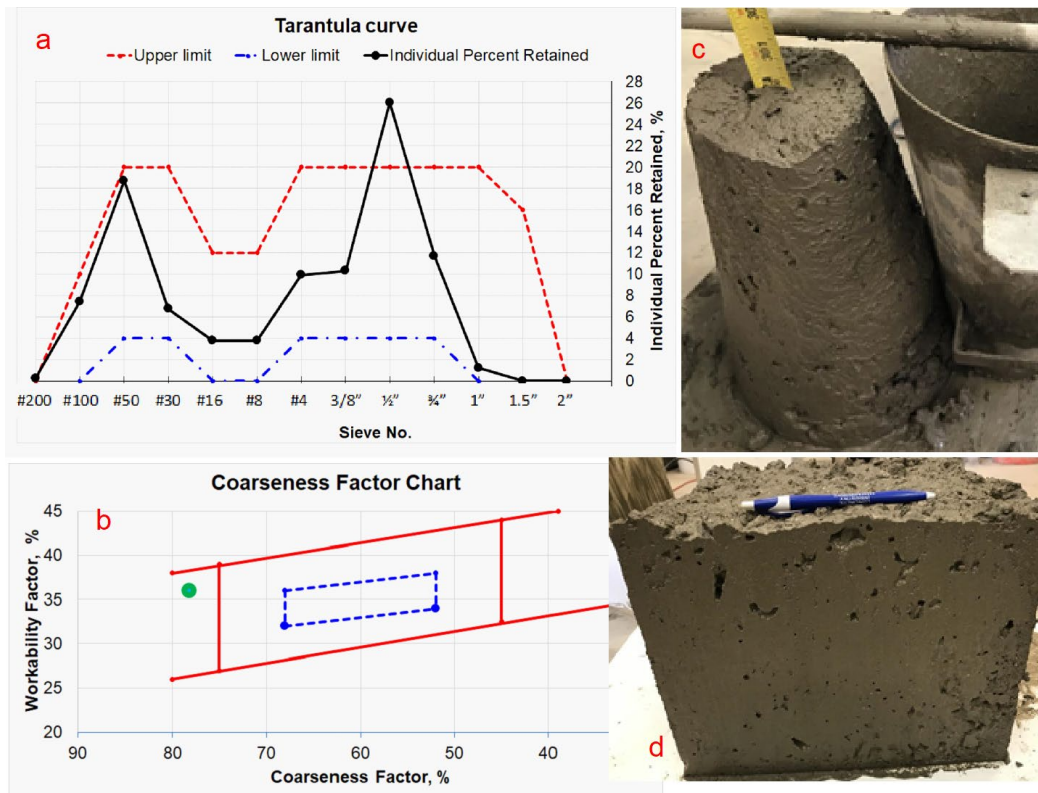 a
Tarantula curve
Upper limit
Lower limit
Individual Percent Retained
28
26
24
22
20
18
16
14
12
10
8
6
4
2
0
Individual Percent Retained, %
#200 #100 #50 #30 #16 #8 #4 3/8” ½” ¾” 1” 1.5” 2”
Sieve No.
c
Coarseness Factor Chart
b
45
40
35
30
25
20
Workability Factor, %
90 80 70 60 50 40
Coarseness Factor, %
d